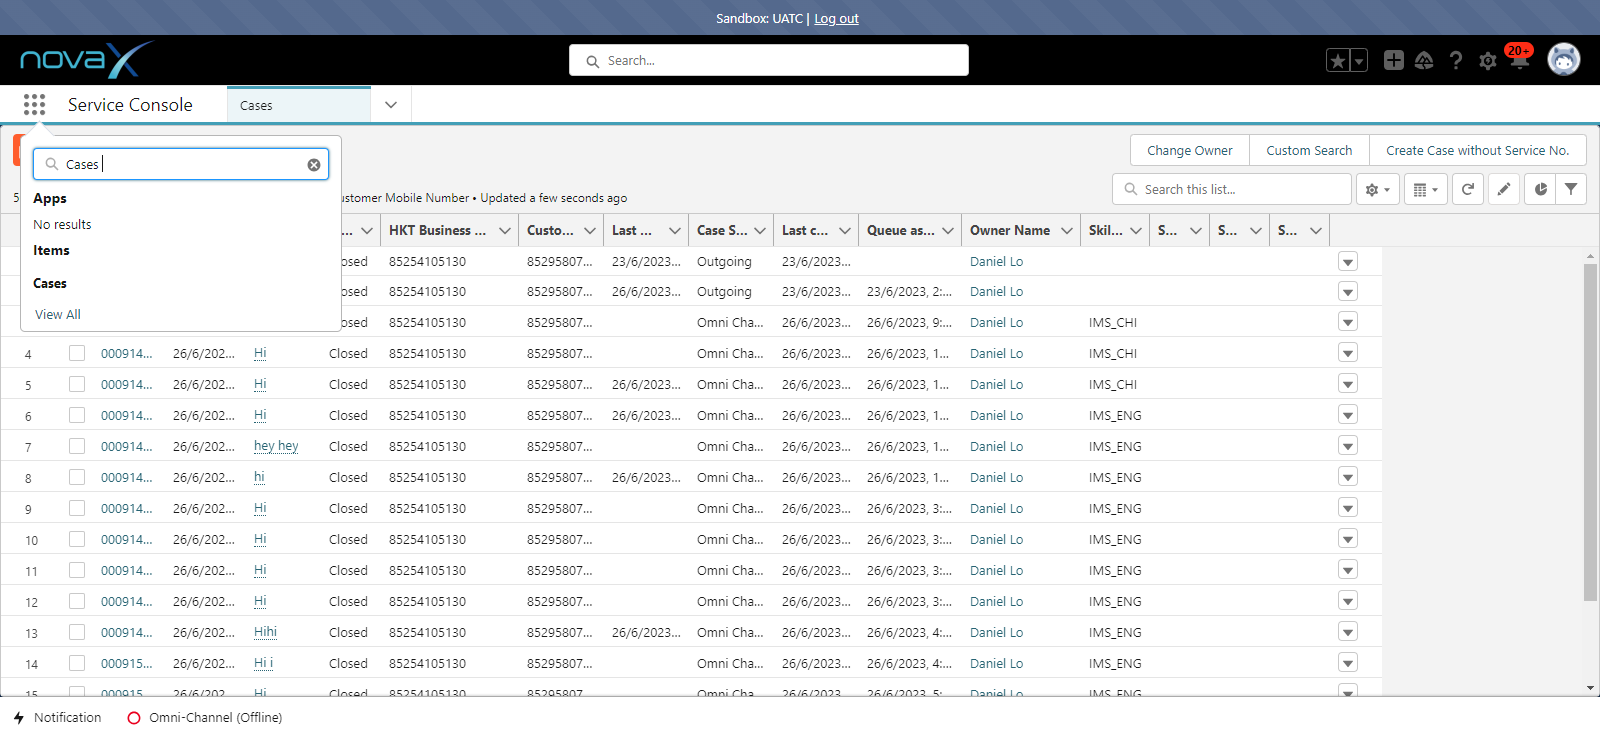 Sandbox: UATC | Log out
novaX Search... 20+
Service Console Cases
Cases
Change Owner Custom Search Create Case without Service No.
Apps
5 ustomer Mobile Number • Updated a few seconds ago Search this list...
No results
... HKT Business ... Custo... Last ... Case S... Last c... Queue as... Owner Name Skil... S... S... S...
Items
osed 85254105130 85295807... 23/6/2023... Outgoing 23/6/2023... Daniel Lo
Cases
osed 85254105130 85295807... 26/6/2023... Outgoing 23/6/2023... 23/6/2023, 2:... Daniel Lo
View All
osed 85254105130 85295807... Omni Cha... 26/6/2023... 26/6/2023, 9:... Daniel Lo IMS_CHI
4 000914... 26/6/202... Hi Closed 85254105130 85295807... Omni Cha... 26/6/2023... 26/6/2023, 1... Daniel Lo IMS_CHI
5 000914... 26/6/202... Hi Closed 85254105130 85295807... 26/6/2023... Omni Cha... 26/6/2023... 26/6/2023, 1... Daniel Lo IMS_CHI
6 000914... 26/6/202... Hi Closed 85254105130 85295807... 26/6/2023... Omni Cha... 26/6/2023... 26/6/2023, 1... Daniel Lo IMS_ENG
7 000914... 26/6/202... hey hey Closed 85254105130 85295807... Omni Cha... 26/6/2023... 26/6/2023, 1... Daniel Lo IMS_ENG
8 000914... 26/6/202... hi Closed 85254105130 85295807... 26/6/2023... Omni Cha... 26/6/2023... 26/6/2023, 1... Daniel Lo IMS_ENG
9 000914... 26/6/202... Hi Closed 85254105130 85295807... Omni Cha... 26/6/2023... 26/6/2023, 3:... Daniel Lo IMS_ENG
10 000914... 26/6/202... Hi Closed 85254105130 85295807... Omni Cha... 26/6/2023... 26/6/2023, 3:... Daniel Lo IMS_ENG
11 000914... 26/6/202... Hi Closed 85254105130 85295807... Omni Cha... 26/6/2023... 26/6/2023, 3:... Daniel Lo IMS_ENG
12 000914... 26/6/202... Hi Closed 85254105130 85295807... Omni Cha... 26/6/2023... 26/6/2023, 3:... Daniel Lo IMS_ENG
13 000914... 26/6/202... Hihi Closed 85254105130 85295807... 26/6/2023... Omni Cha... 26/6/2023... 26/6/2023, 4:... Daniel Lo IMS_ENG
14 000915... 26/6/202... Hi i Closed 85254105130 85295807... Omni Cha... 26/6/2023... 26/6/2023, 4:... Daniel Lo IMS_ENG
15 000915... 26/6/202... Hi Closed 85254105130 85295807... Omni Cha... 26/6/2023... 26/6/2023, 5:... Daniel Lo IMS_ENG
Notification Omni-Channel (Offline)